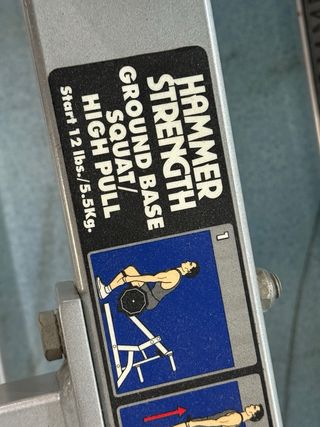 HAMMER
STRENGTH
GROUND BASE
SQUAT/
HIGH PULL
Start 12 lbs./5.5Kg.
1